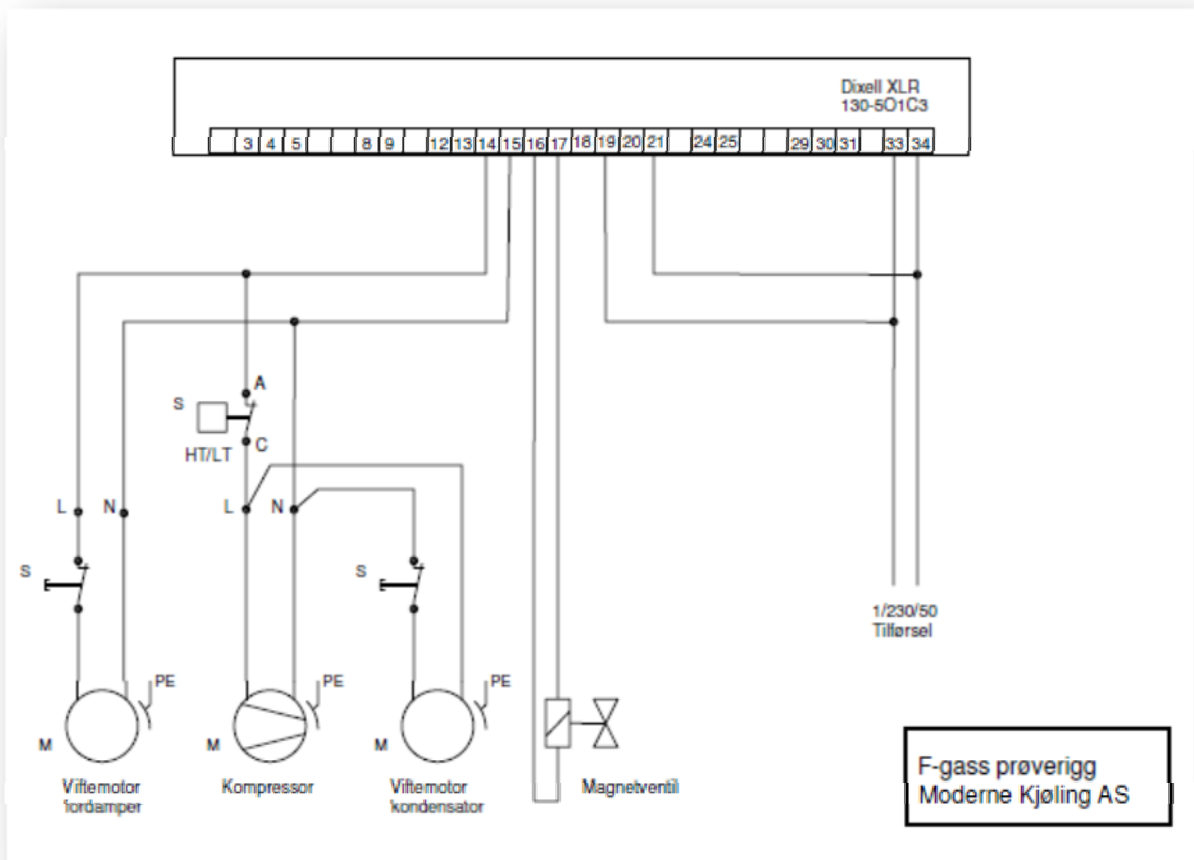 Dixell XLR
130-5O1C3
3 4 5 8 9 12 13 14 15 16 17 18 19 20 21 24 25 29 30 31 33 34
A
S
HT/LT
C
L N L N
S S
1/230/50
Tilførsel
PE PE PE
M M M
Viftemotor
fordamper
Kompressor
Viftemotor
kondensator
Magnetventil
F-gass prøverigg
Moderne Kjøling AS